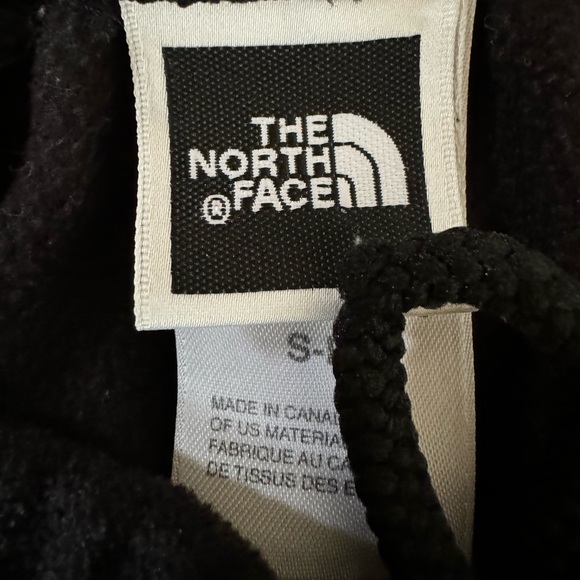 THE
NORTH
® FACE
S-
MADE IN CANA
OF US MATERIA
FABRIQUE AU CA
DE TISSUS DES E